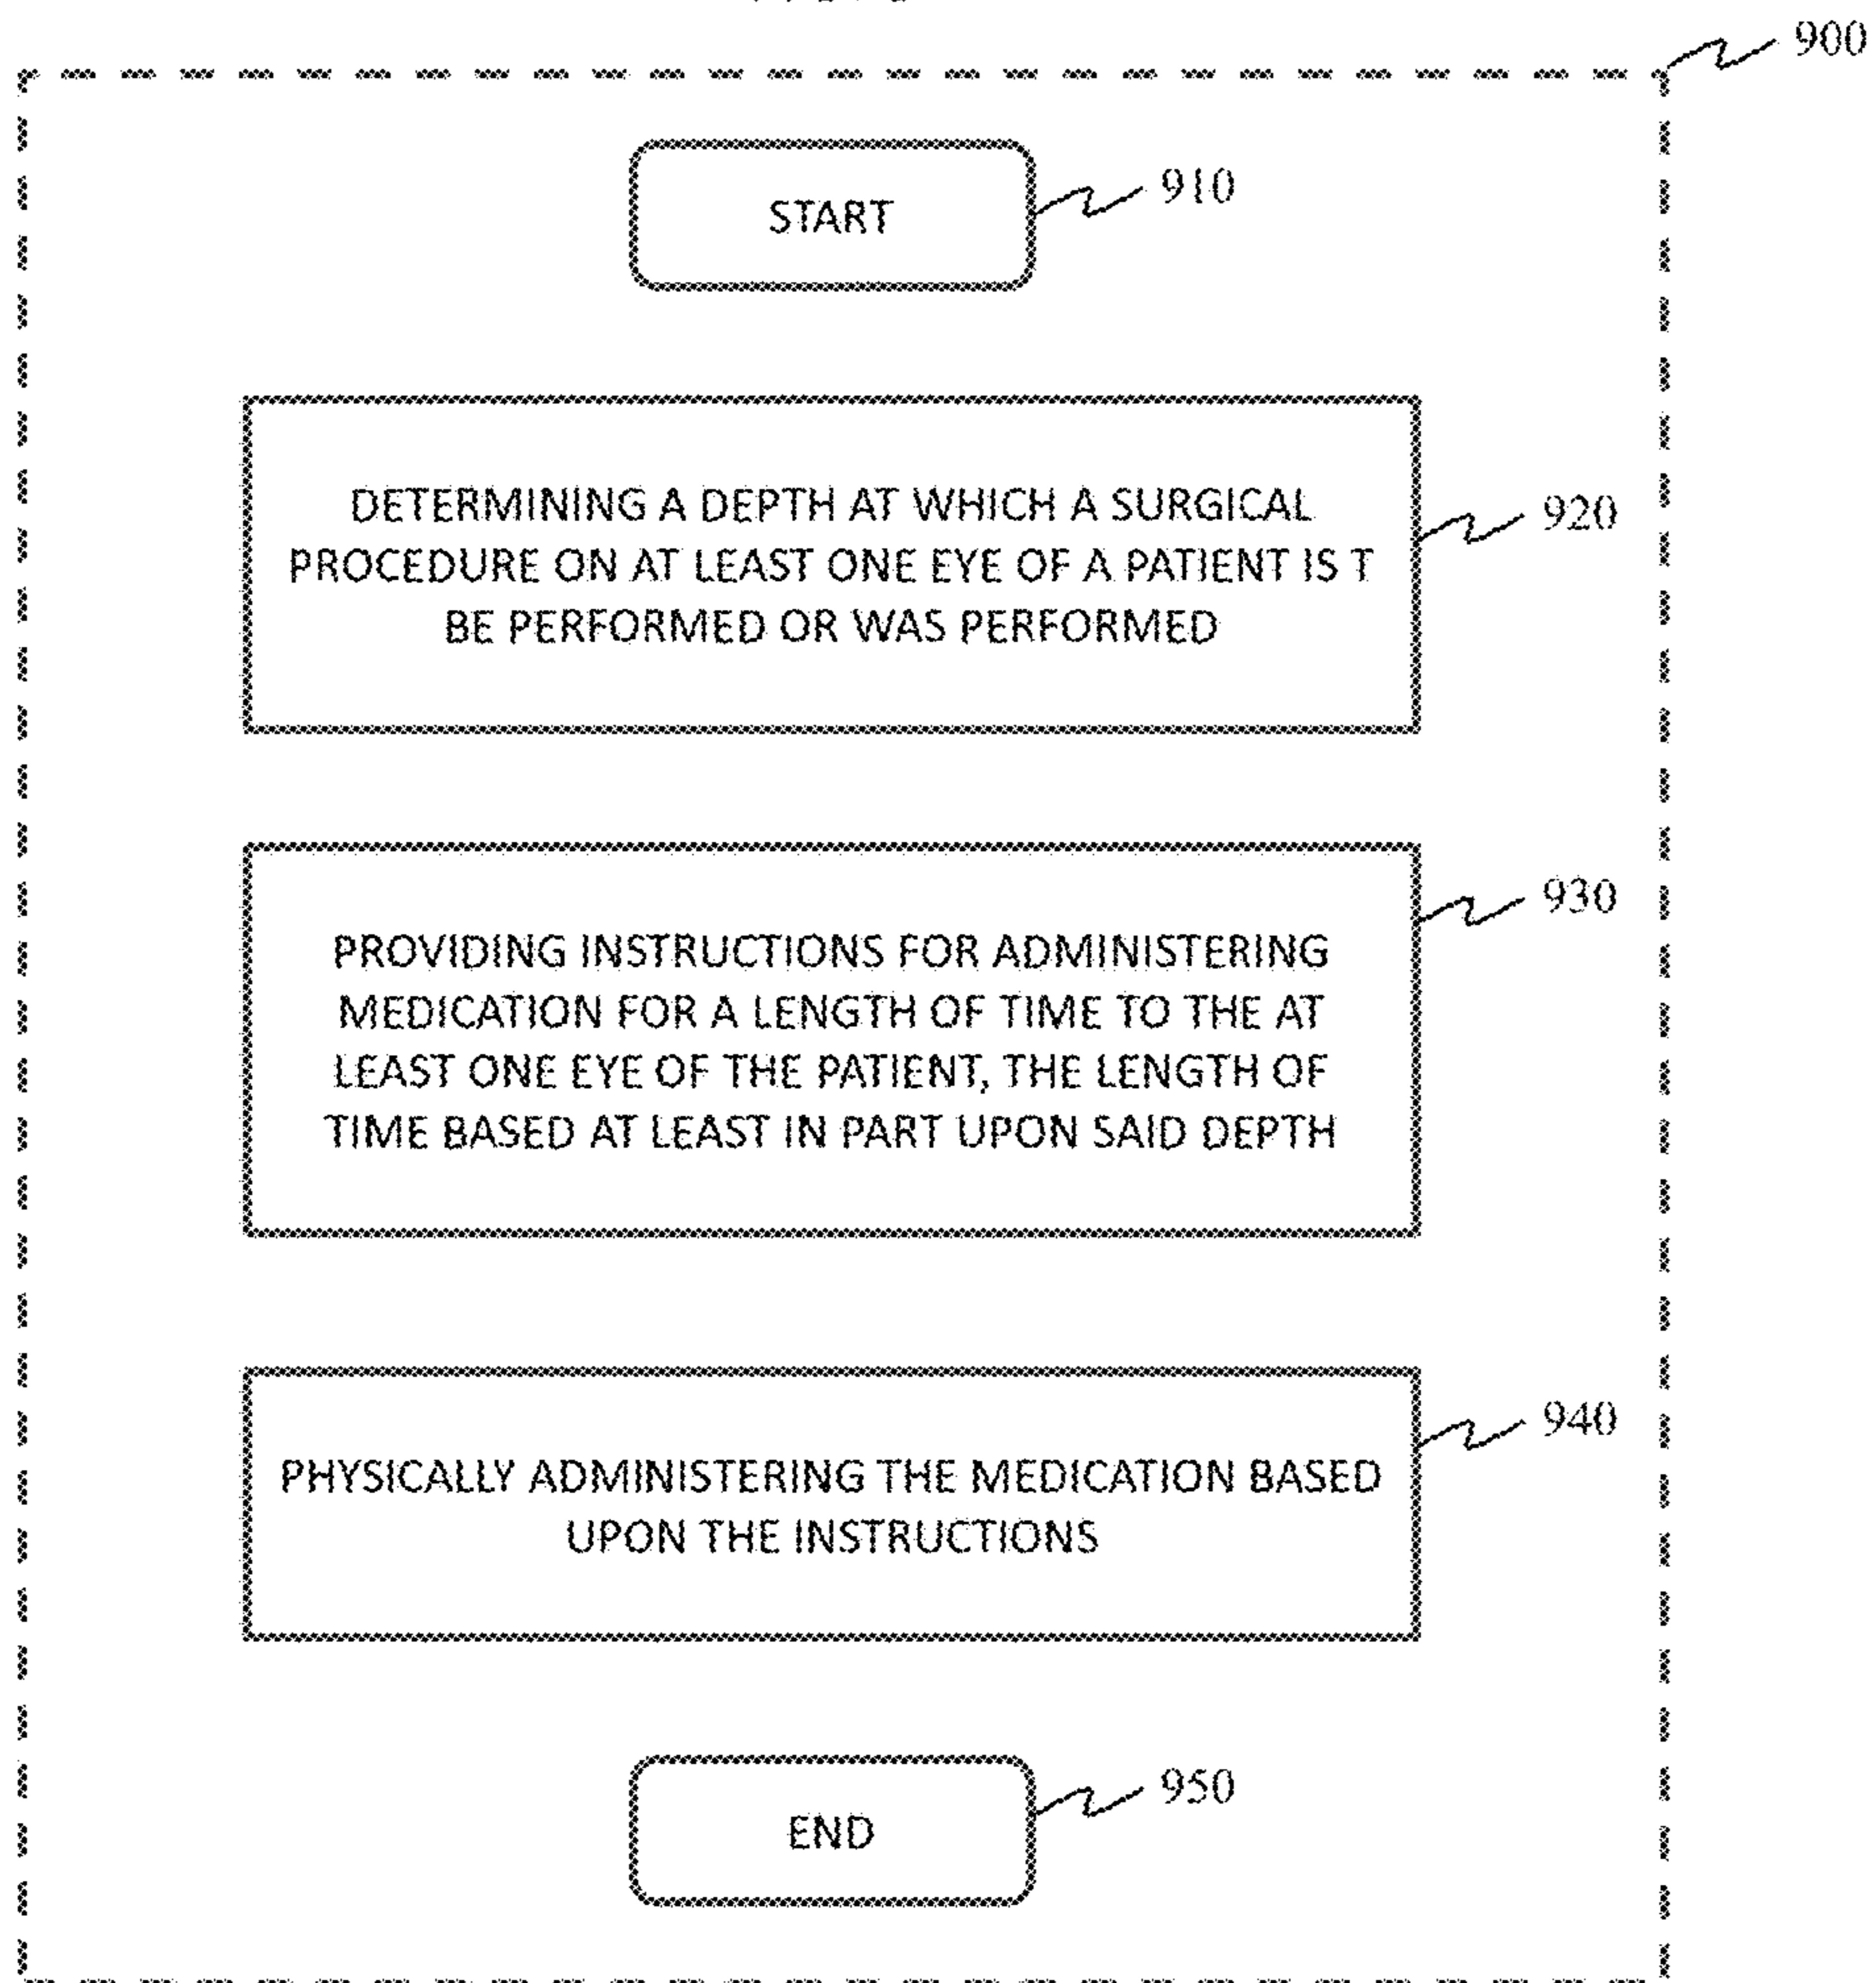 900
START
910
DETERMINING A DEPTH AT WHICH A SURGICAL
PROCEDURE ON AT LEAST ONE EYE OF A PATIENT IS T
BE PERFORMED OR WAS PERFORMED
920
PROVIDING INSTRUCTIONS FOR ADMINISTERING
MEDICATION FOR A LENGTH OF TIME TO THE AT
LEAST ONE EYE OF THE PATIENT, THE LENGTH OF
TIME BASED AT LEAST IN PART UPON SAID DEPTH
930
PHYSICALLY ADMINISTERING THE MEDICATION BASED
UPON THE INSTRUCTIONS
940
END
950